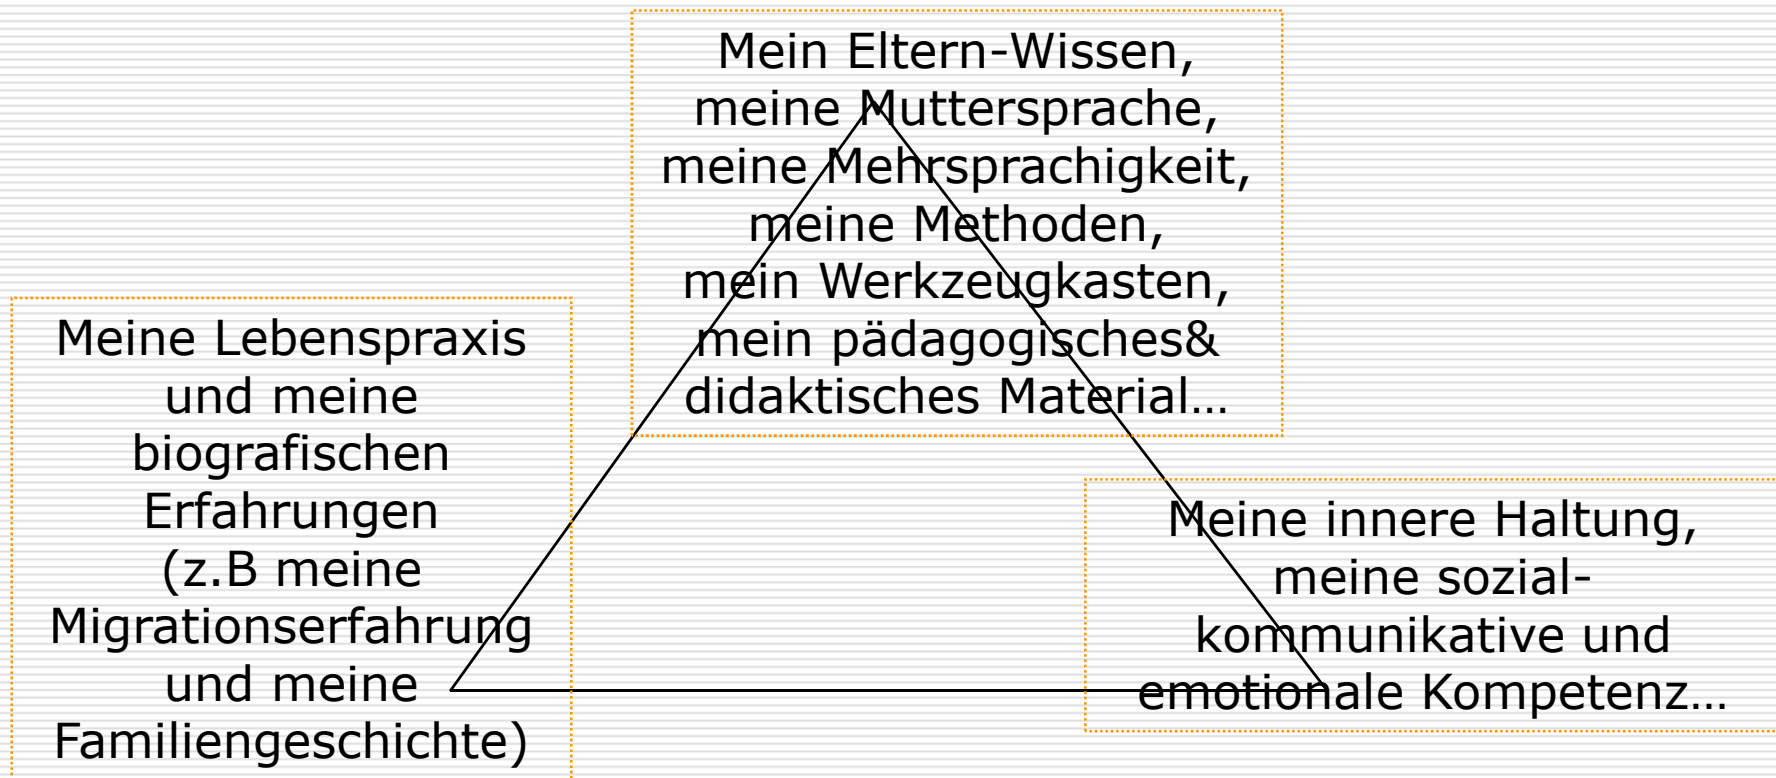 Mein Eltern-Wissen,
meine Muttersprache,
meine Mehrsprachigkeit,
meine Methoden,
mein Werkzeugkasten,
mein pädagogisches&
didaktisches Material…
Meine Lebenspraxis
und meine
biografischen
Erfahrungen
(z.B meine
Migrationserfahrung
und meine
Familiengeschichte)
Meine innere Haltung,
meine sozial-
kommunikative und
emotionale Kompetenz…